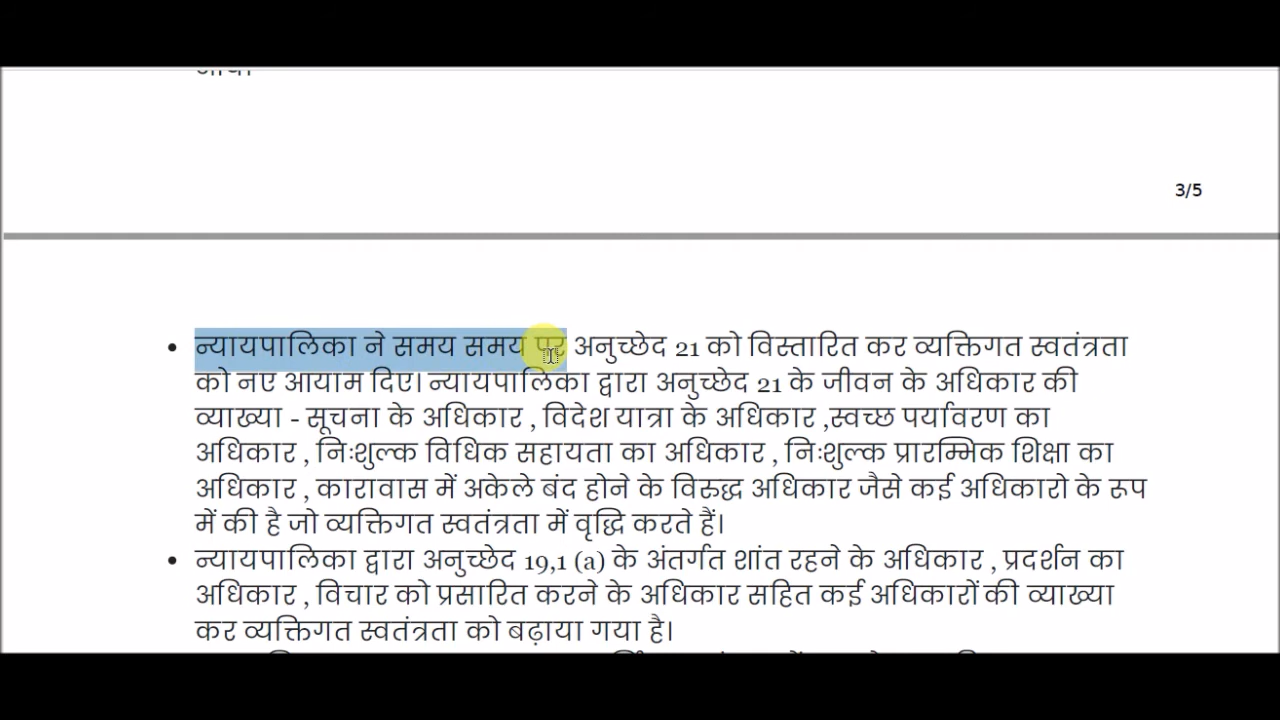 3/5
• न्यायपालिका ने समय समय पर अनुच्छेद 21 को विस्तारित कर व्यक्तिगत स्वतंत्रता
को नए आयाम दिए। न्यायपालिका द्वारा अनुच्छेद 21 के जीवन के अधिकार की
व्याख्या - सूचना के अधिकार , विदेश यात्रा के अधिकार ,स्वच्छ पर्यावरण का
अधिकार , निःशुल्क विधिक सहायता का अधिकार , निःशुल्क प्रारम्मिक शिक्षा का
अधिकार , कारावास में अकेले बंद होने के विरुद्ध अधिकार जैसे कई अधिकारो के रूप
में की है जो व्यक्तिगत स्वतंत्रता में वृद्धि करते हैं।
• न्यायपालिका द्वारा अनुच्छेद 19,1 (a) के अंतर्गत शांत रहने के अधिकार , प्रदर्शन का
अधिकार , विचार को प्रसारित करने के अधिकार सहित कई अधिकारों की व्याख्या
कर व्यक्तिगत स्वतंत्रता को बढ़ाया गया है।